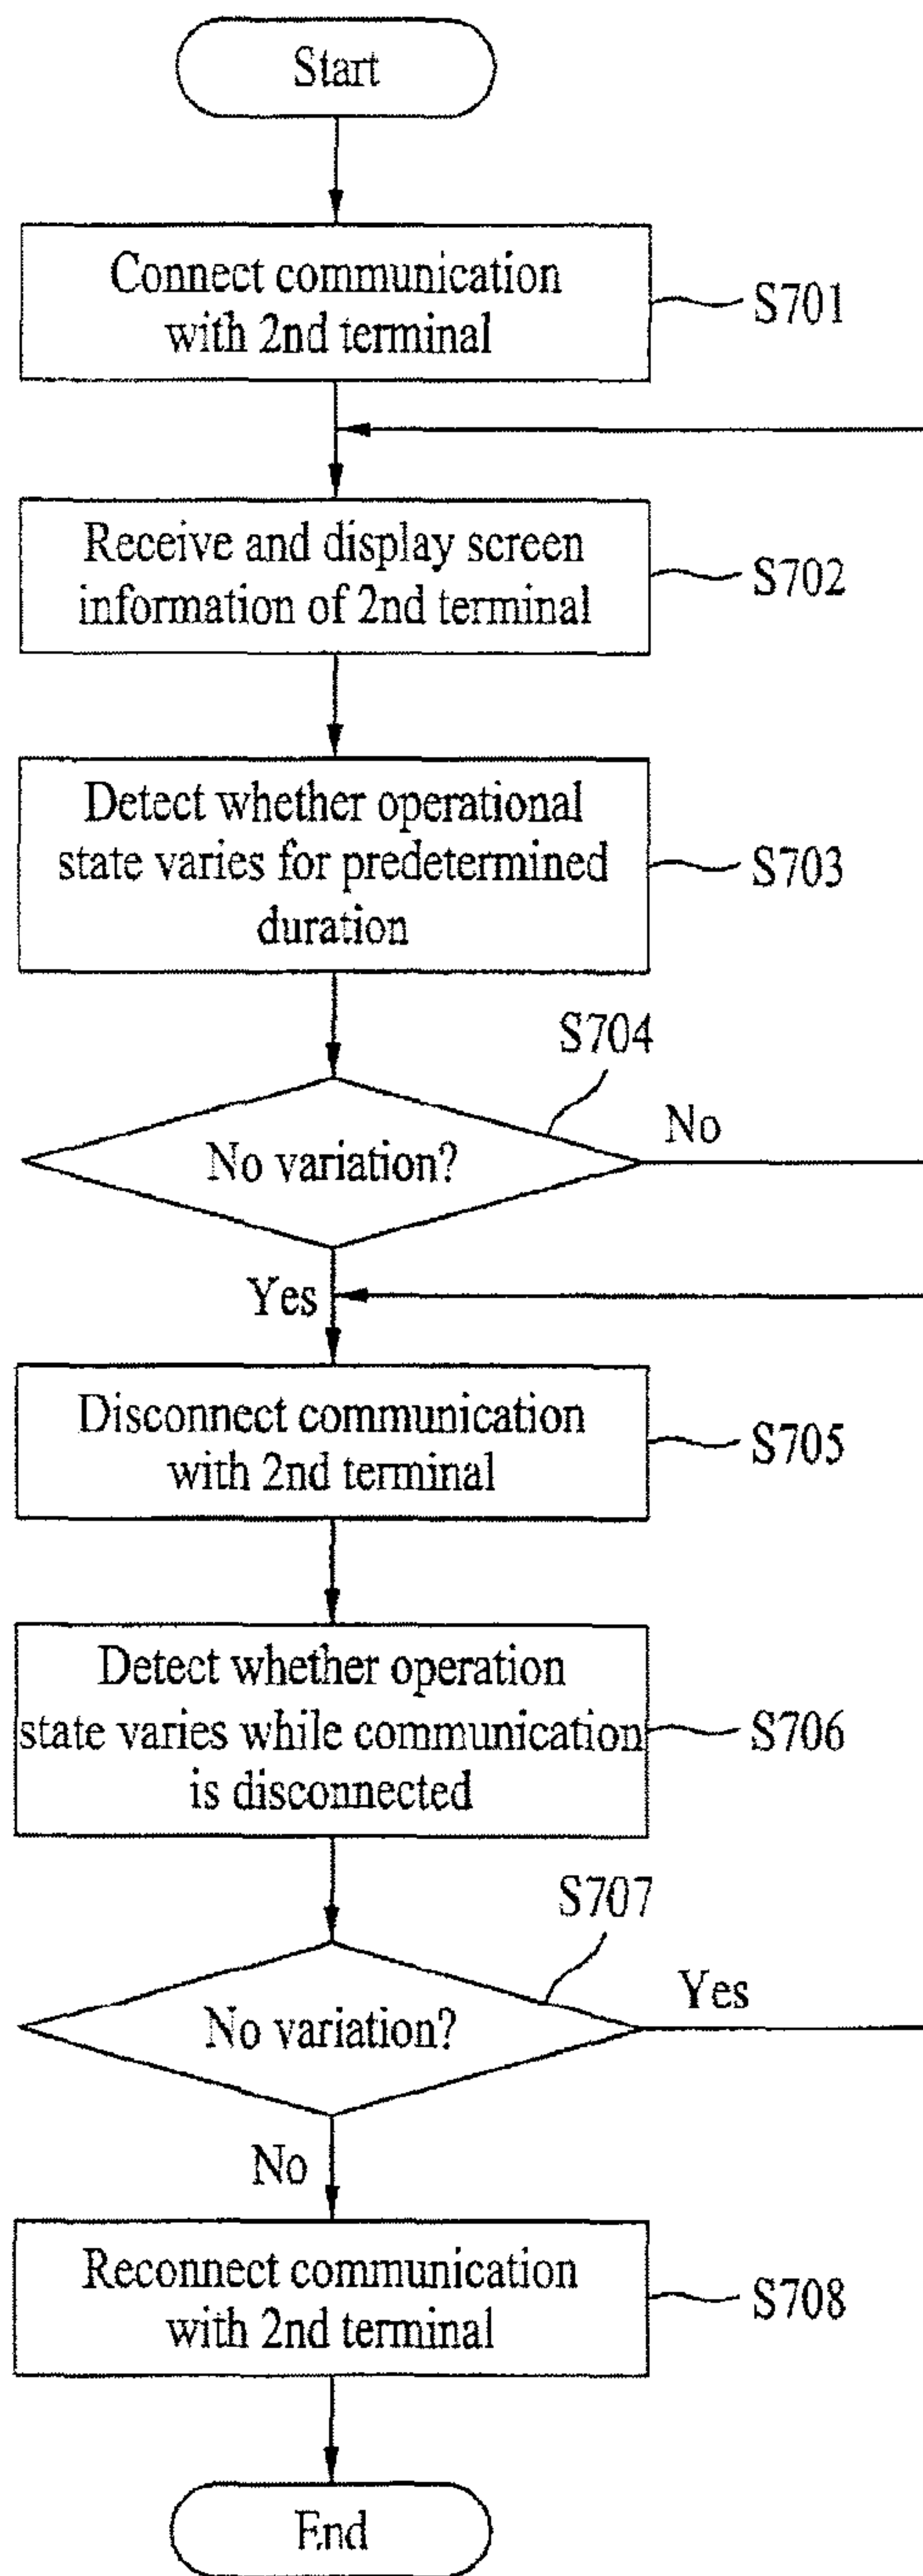 Start
Connect communication
with 2nd terminal
S701
Receive and display screen
information of 2nd terminal
S702
Detect whether operational
state varies for predetermined
duration
S703
S704
No variation?
No
Yes
Disconnect communication
with 2nd terminal
S705
Detect whether operation
state varies while communication
is disconnected
S706
S707
No variation?
Yes
No
Reconnect communication
with 2nd terminal
S708
End